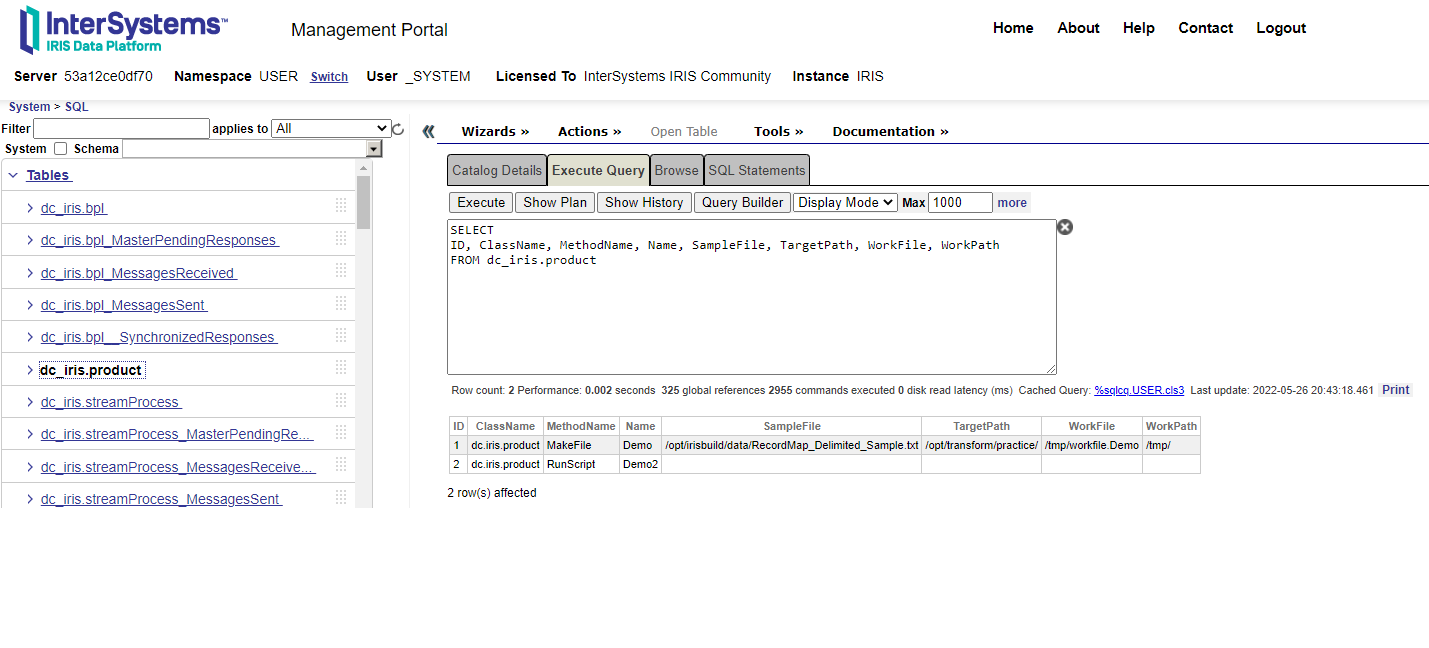 InterSystems™
IRIS Data Platform
Management Portal
Home About Help Contact Logout
Server 53a12ce0df70 Namespace USER Switch User _SYSTEM Licensed To InterSystems IRIS Community Instance IRIS
System > SQL
Filter applies to All
System Schema
Tables
dc_iris.bpl
dc_iris.bpl_MasterPendingResponses
dc_iris.bpl_MessagesReceived
dc_iris.bpl_MessagesSent
dc_iris.bpl__SynchronizedResponses
dc_iris.product
dc_iris.streamProcess
dc_iris.streamProcess_MasterPendingRe...
dc_iris.streamProcess_MessagesReceive...
dc_iris.streamProcess_MessagesSent
Wizards » Actions » Open Table Tools » Documentation »
Catalog Details Execute Query Browse SQL Statements
Execute Show Plan Show History Query Builder Display Mode Max 1000 more
SELECT
ID, ClassName, MethodName, Name, SampleFile, TargetPath, WorkFile, WorkPath
FROM dc_iris.product
Row count: 2 Performance: 0.002 seconds 325 global references 2955 commands executed 0 disk read latency (ms) Cached Query: %sqlcq.USER.cls3 Last update: 2022-05-26 20:43:18.461 Print
ID ClassName MethodName Name SampleFile TargetPath WorkFile WorkPath
1 dc.iris.product MakeFile Demo /opt/irisbuild/data/RecordMap_Delimited_Sample.txt /opt/transform/practice/ /tmp/workfile.Demo /tmp/
2 dc.iris.product RunScript Demo2
2 row(s) affected